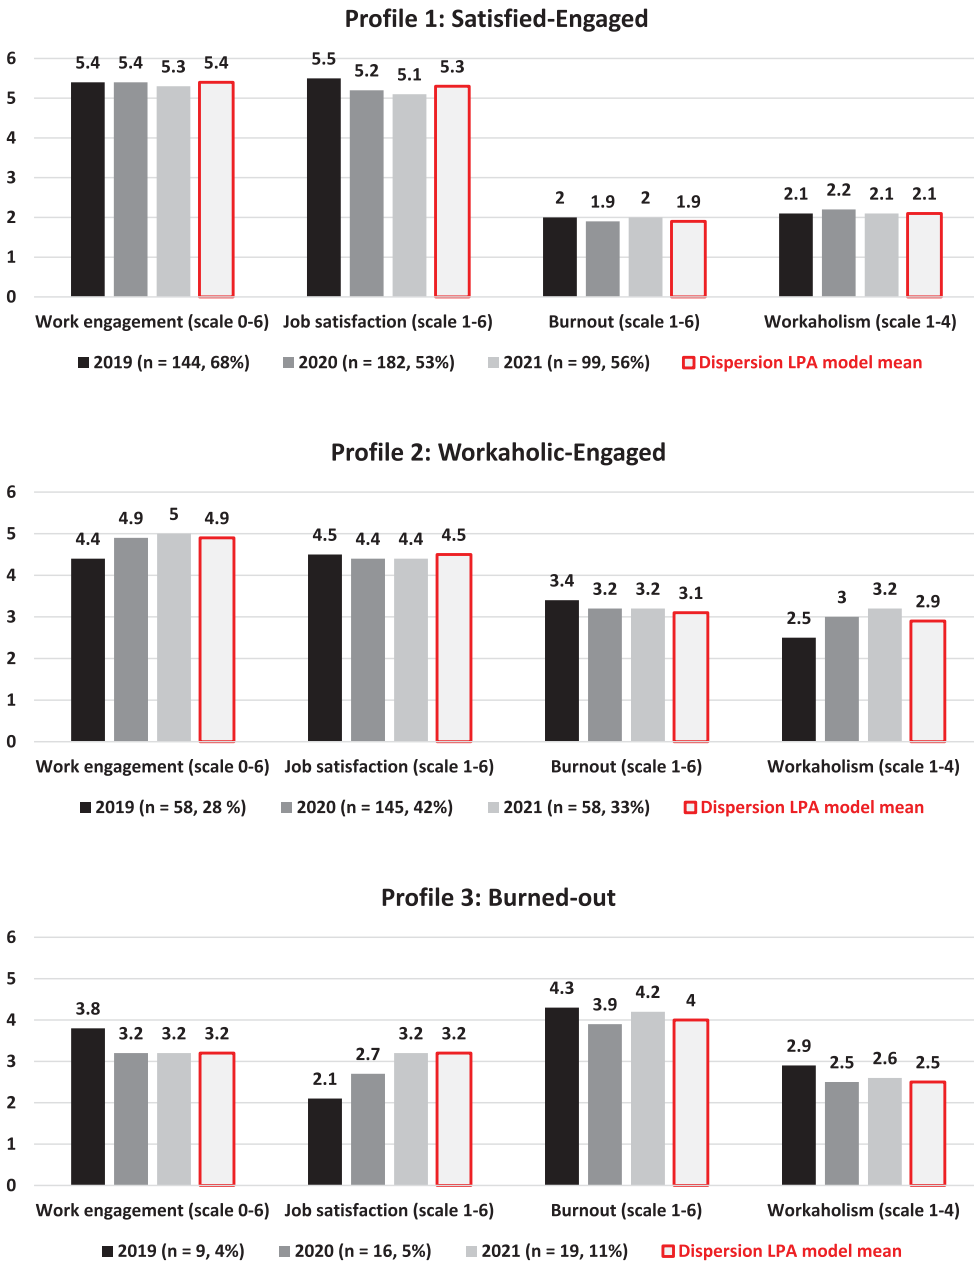 Profile 1: Satisfied-Engaged
6
5
4
3
2
1
0
5.4 5.4 5.3 5.4
5.5 5.2 5.1 5.3
2 1.9 2 1.9
2.1 2.2 2.1 2.1
Work engagement (scale 0-6) Job satisfaction (scale 1-6) Burnout (scale 1-6) Workaholism (scale 1-4)
2019 (n = 144, 68%) 2020 (n = 182, 53%) 2021 (n = 99, 56%) Dispersion LPA model mean
Profile 2: Workaholic-Engaged
6
5
4
3
2
1
0
4.4 4.9 5 4.9
4.5 4.4 4.4 4.5
3.4 3.2 3.2 3.1
2.5 3 3.2 2.9
Work engagement (scale 0-6) Job satisfaction (scale 1-6) Burnout (scale 1-6) Workaholism (scale 1-4)
2019 (n = 58, 28 %) 2020 (n = 145, 42%) 2021 (n = 58, 33%) Dispersion LPA model mean
Profile 3: Burned-out
6
5
4
3
2
1
0
3.8 3.2 3.2 3.2
2.1 2.7 3.2 3.2
4.3 3.9 4.2 4
2.9 2.5 2.6 2.5
Work engagement (scale 0-6) Job satisfaction (scale 1-6) Burnout (scale 1-6) Workaholism (scale 1-4)
2019 (n = 9, 4%) 2020 (n = 16, 5%) 2021 (n = 19, 11%) Dispersion LPA model mean